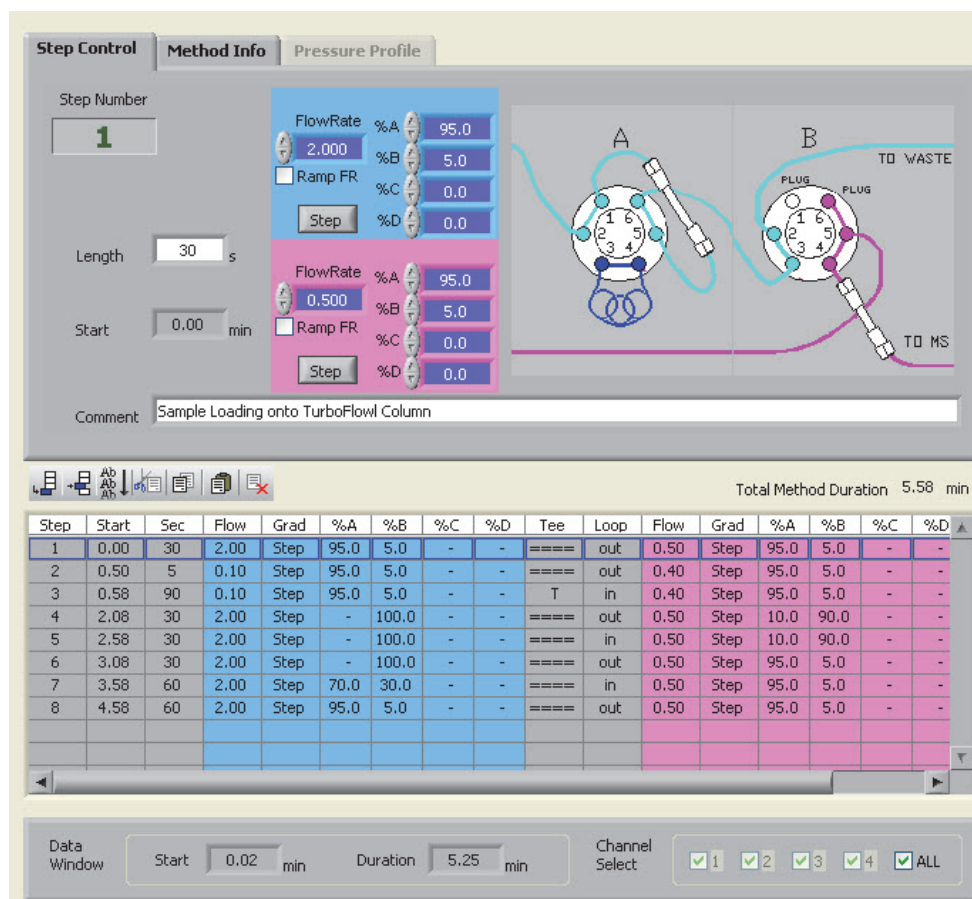 Step Control Method Info Pressure Profile
Step Number
1
FlowRate %A 95.0
2.000 %B 5.0
Ramp FR %C 0.0
Step %D 0.0
Length 30 s
FlowRate %A 95.0
0.500 %B 5.0
Start 0.00 min
Ramp FR %C 0.0
Step %D 0.0
A
1 6
2 5
3 4
B
TO WASTE
PLUG
PLUG
1 6
2 5
3 4
TO MS
Comment Sample Loading onto TurboFlowl Column
Ab
Ab
Ab
Total Method Duration 5.58 min
Step Start Sec Flow Grad %A %B %C %D Tee Loop Flow Grad %A %B %C %D
1 0.00 30 2.00 Step 95.0 5.0 - - ==== out 0.50 Step 95.0 5.0 - -
2 0.50 5 0.10 Step 95.0 5.0 - - ==== out 0.40 Step 95.0 5.0 - -
3 0.58 90 0.10 Step 95.0 5.0 - - T in 0.40 Step 95.0 5.0 - -
4 2.08 30 2.00 Step - 100.0 - - ==== out 0.50 Step 10.0 90.0 - -
5 2.58 30 2.00 Step - 100.0 - - ==== in 0.50 Step 10.0 90.0 - -
6 3.08 30 2.00 Step - 100.0 - - ==== out 0.50 Step 95.0 5.0 - -
7 3.58 60 2.00 Step 70.0 30.0 - - ==== in 0.50 Step 95.0 5.0 - -
8 4.58 60 2.00 Step 95.0 5.0 - - ==== out 0.50 Step 95.0 5.0 - -
Data Window Start 0.02 min Duration 5.25 min Channel Select 1 2 3 4 ALL